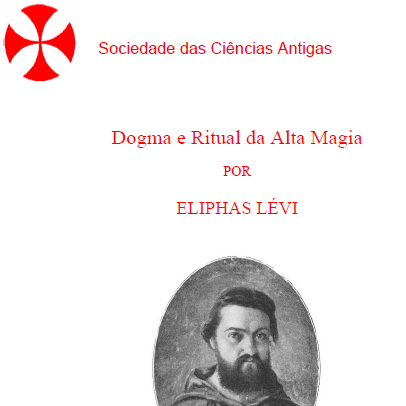 Sociedade das Ciências Antigas
Dogma e Ritual da Alta Magia
POR
ELIPHAS LÉVI